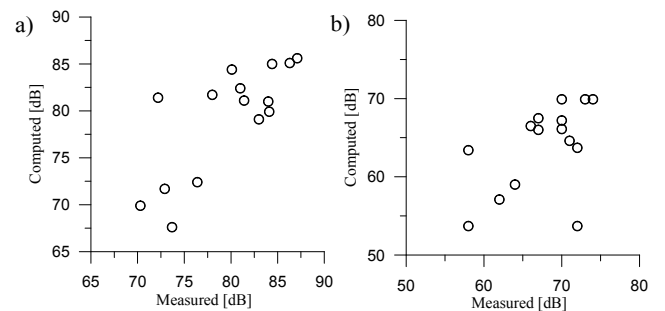 a)
90
85
80
75
70
65
Computed [dB]
65 70 75 80 85 90
Measured [dB]
b)
80
70
60
50
Computed [dB]
50 60 70 80
Measured [dB]